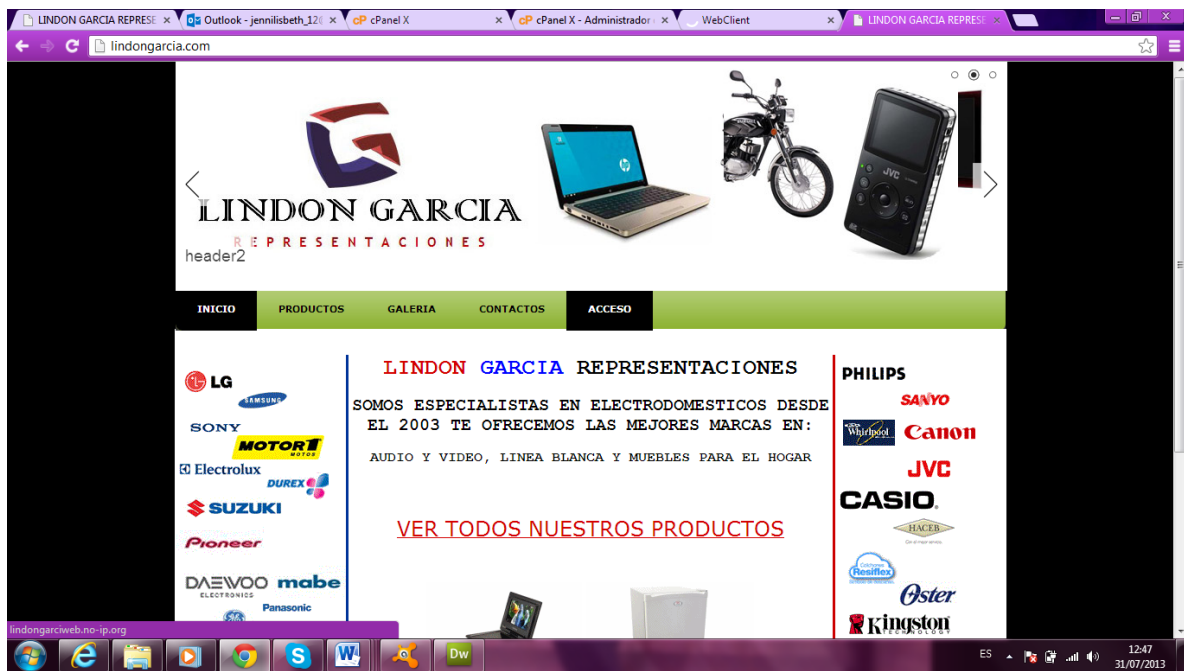 LINDON GARCIA REPRESE
Outlook - jennilisbeth_120
cPanel X
cPanel X - Administrador
WebClient
LINDON GARCIA REPRESE
lindongarcia.com
LINDON GARCIA
REPRESENTACIONES
header2
hp
JVC
INICIO PRODUCTOS GALERIA CONTACTOS ACCESO
LG
SAMSUNG
SONY
MOTOR1
MOTOS
Electrolux
DUREX
SUZUKI
Pioneer
DAEWOO
ELECTRONICS
mabe
Panasonic
LINDON GARCIA REPRESENTACIONES
SOMOS ESPECIALISTAS EN ELECTRODOMESTICOS DESDE
EL 2003 TE OFRECEMOS LAS MEJORES MARCAS EN:
AUDIO Y VIDEO, LINEA BLANCA Y MUEBLES PARA EL HOGAR
VER TODOS NUESTROS PRODUCTOS
PHILIPS
SANYO
Whirlpool
Canon
JVC
CASIO.
HACEB
Colchones
Resiflex
Oster
Kingston
TECHNOLOGY
lindongarciweb.no-ip.org
Dw
ES
12:47
31/07/2013